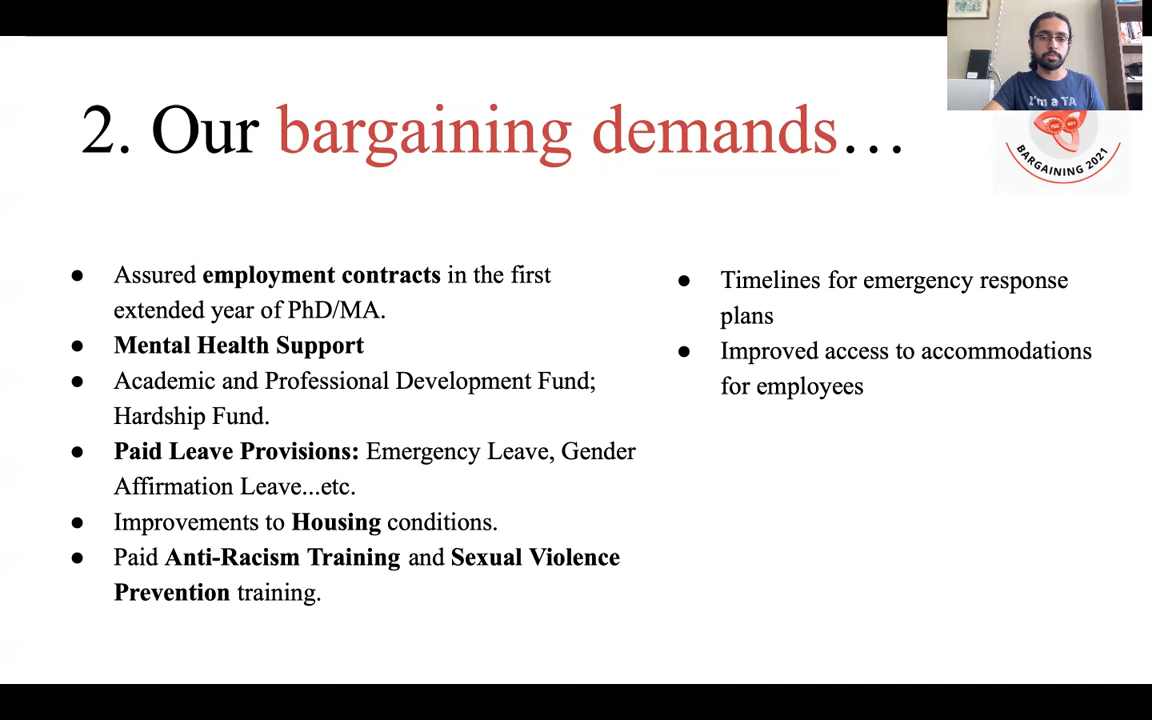 2. Our bargaining demands…
I'm a TA
BARGAINING 2021
● Assured employment contracts in the first
extended year of PhD/MA.
● Mental Health Support
● Academic and Professional Development Fund;
Hardship Fund.
● Paid Leave Provisions: Emergency Leave, Gender
Affirmation Leave...etc.
● Improvements to Housing conditions.
● Paid Anti-Racism Training and Sexual Violence
Prevention training.
● Timelines for emergency response
plans
● Improved access to accommodations
for employees